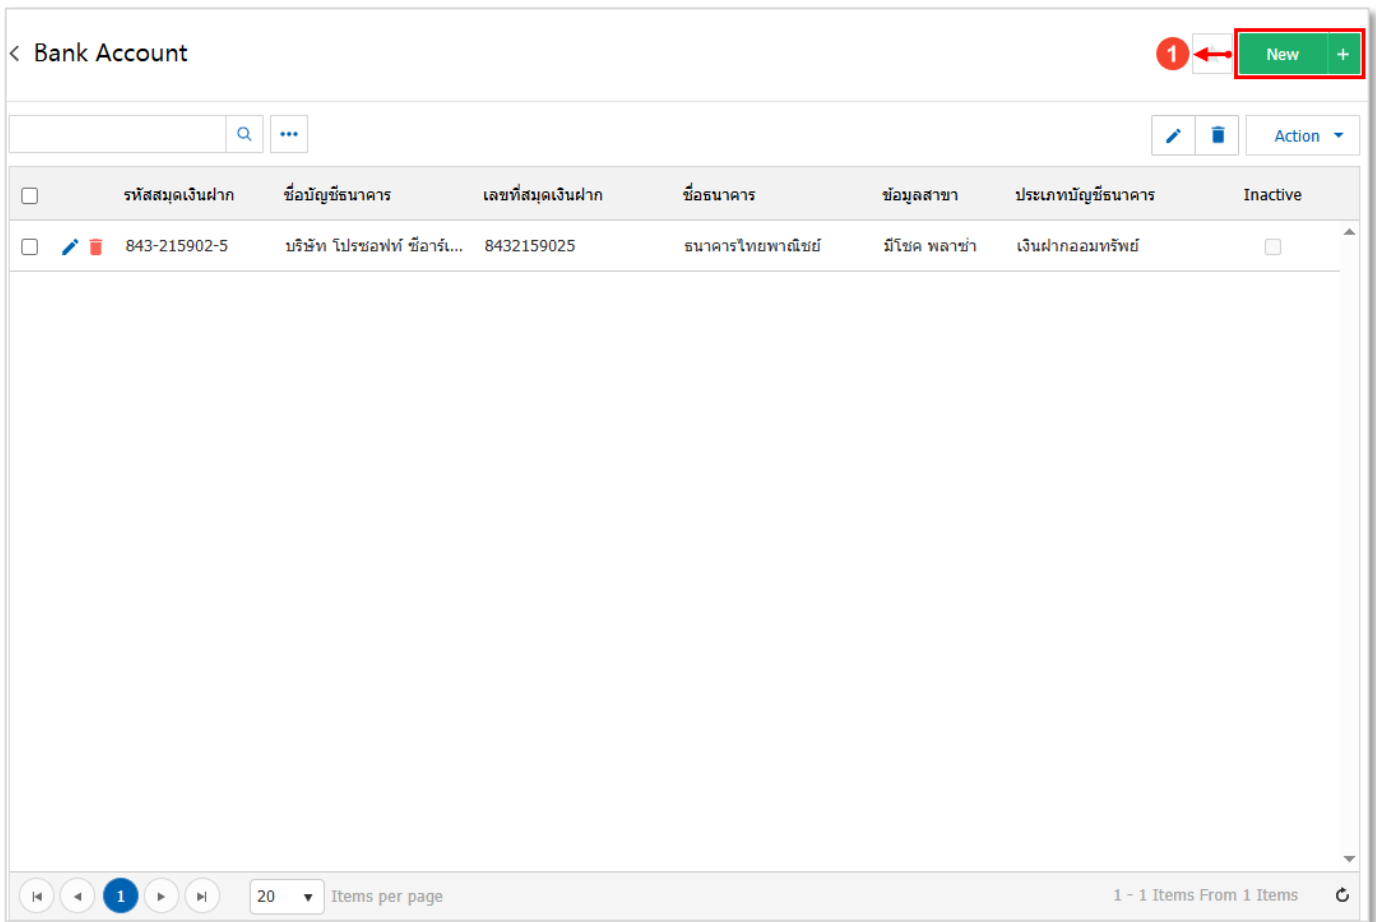 Bank Account
1
New +
Action
รหัสสมุดเงินฝาก ชื่อบัญชีธนาคาร เลขที่สมุดเงินฝาก ชื่อธนาคาร ข้อมูลสาขา ประเภทบัญชีธนาคาร Inactive
843-215902-5 บริษัท โปรซอฟท์ ซีอาร์เ... 8432159025 ธนาคารไทยพาณิชย์ มีโชค พลาซ่า เงินฝากออมทรัพย์
1 20 Items per page 1 - 1 Items From 1 Items